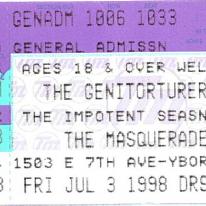 GENADM 1006 1033
GENERAL ADMISSN
AGES 18 & OVER WEL
THE GENITORTURER
THE IMPOTENT SEASN
THE MASQUERADE
1503 E 7TH AVE-YBOR
FRI JUL 3 1998 DRS